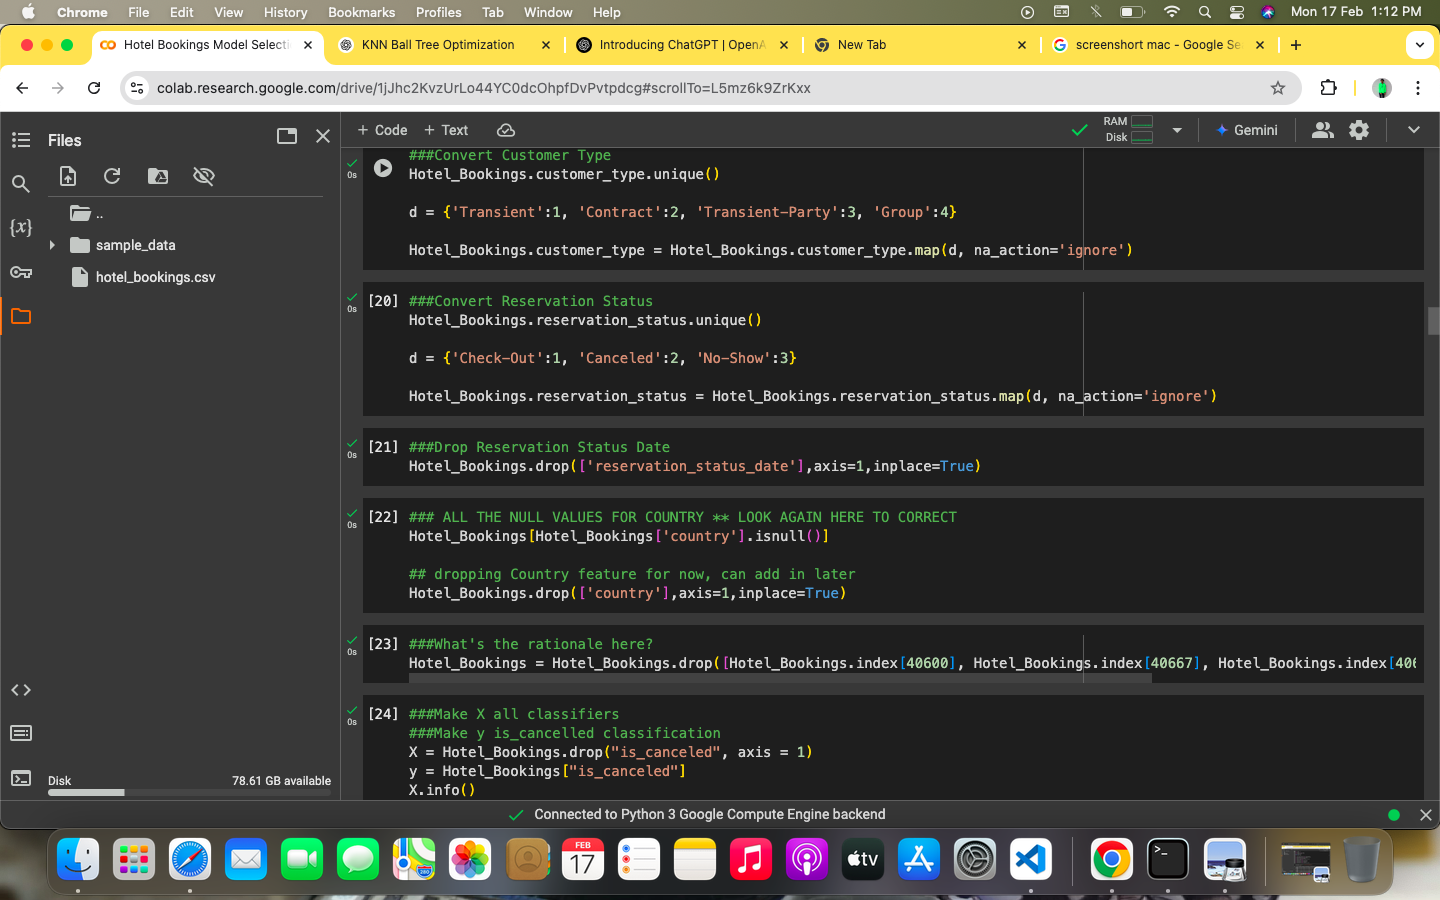 Chrome File Edit View History Bookmarks Profiles Tab Window Help Mon 17 Feb 1:12 PM
Hotel Bookings Model Selecti KNN Ball Tree Optimization Introducing ChatGPT | OpenA New Tab screenshort mac - Google Se
colab.research.google.com/drive/1jJhc2KvzUrLo44YC0dcOhpfDvPvtpdcg#scrollTo=L5mz6k9ZrKxx
Files
+ Code + Text RAM Disk Gemini
..
sample_data
hotel_bookings.csv
Disk 78.61 GB available
0s
###Convert Customer Type
Hotel_Bookings.customer_type.unique()
d = {'Transient':1, 'Contract':2, 'Transient-Party':3, 'Group':4}
Hotel_Bookings.customer_type = Hotel_Bookings.customer_type.map(d, na_action='ignore')
0s
[20] ###Convert Reservation Status
Hotel_Bookings.reservation_status.unique()
d = {'Check-Out':1, 'Canceled':2, 'No-Show':3}
Hotel_Bookings.reservation_status = Hotel_Bookings.reservation_status.map(d, na_action='ignore')
0s
[21] ###Drop Reservation Status Date
Hotel_Bookings.drop(['reservation_status_date'],axis=1,inplace=True)
0s
[22] ### ALL THE NULL VALUES FOR COUNTRY ** LOOK AGAIN HERE TO CORRECT
Hotel_Bookings[Hotel_Bookings['country'].isnull()]
## dropping Country feature for now, can add in later
Hotel_Bookings.drop(['country'],axis=1,inplace=True)
0s
[23] ###What's the rationale here?
Hotel_Bookings = Hotel_Bookings.drop([Hotel_Bookings.index[40600], Hotel_Bookings.index[40667], Hotel_Bookings.index[406
0s
[24] ###Make X all classifiers
###Make y is_cancelled classification
X = Hotel_Bookings.drop("is_canceled", axis = 1)
y = Hotel_Bookings["is_canceled"]
X.info()
Connected to Python 3 Google Compute Engine backend
FEB
17
tv